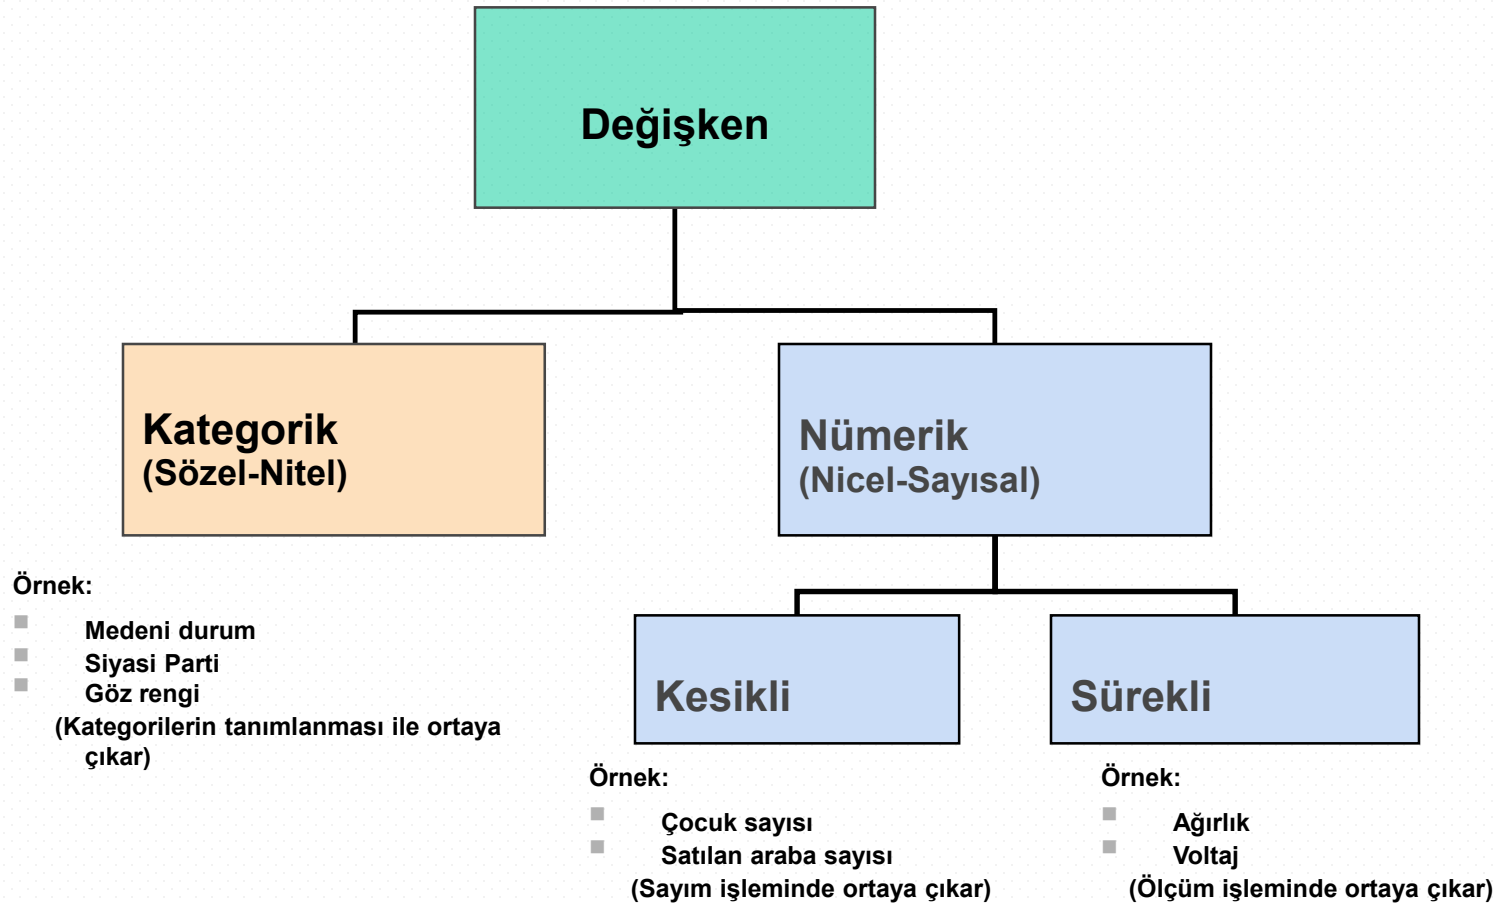 Değişken
Kategorik
(Sözel-Nitel)
Nümerik
(Nicel-Sayısal)
Örnek:
Medeni durum
Siyasi Parti
Göz rengi
(Kategorilerin tanımlanması ile ortaya
çıkar)
Kesikli
Sürekli
Örnek:
Çocuk sayısı
Satılan araba sayısı
(Sayım işleminde ortaya çıkar)
Örnek:
Ağırlık
Voltaj
(Ölçüm işleminde ortaya çıkar)